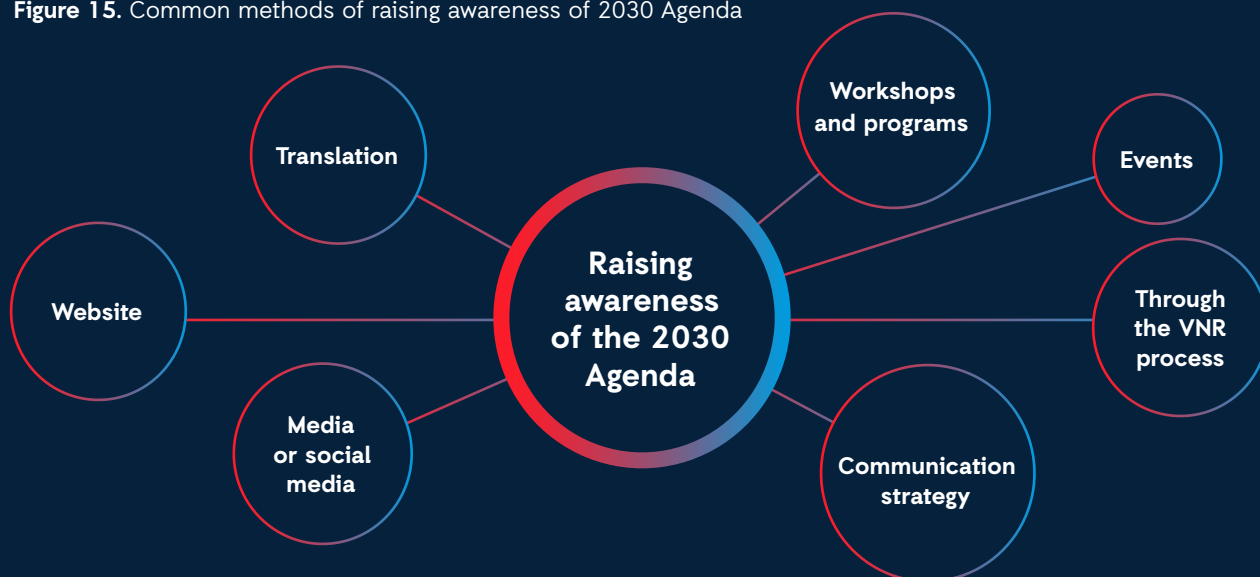 Figure 15. Common methods of raising awareness of 2030 Agenda
Translation
Website
Media
or social
media
Raising
awareness
of the 2030
Agenda
Workshops
and programs
Events
Through
the VNR
process
Communication
strategy